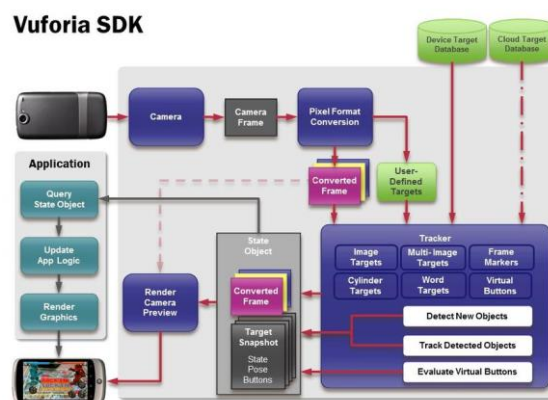 Vuforia SDK
Device Target
Database
Cloud Target
Database
Camera
Camera
Frame
Pixel Format
Conversion
Application
Query
State Object
Update
App Logic
Render
Graphics
Converted
Frame
User-
Defined
Targets
State
Object
Converted
Frame
Target
Snapshot
State
Pose
Buttons
Render
Camera
Preview
Tracker
Image
Targets
Multi-Image
Targets
Frame
Markers
Cylinder
Targets
Word
Targets
Virtual
Buttons
Detect New Objects
Track Detected Objects
Evaluate Virtual Buttons